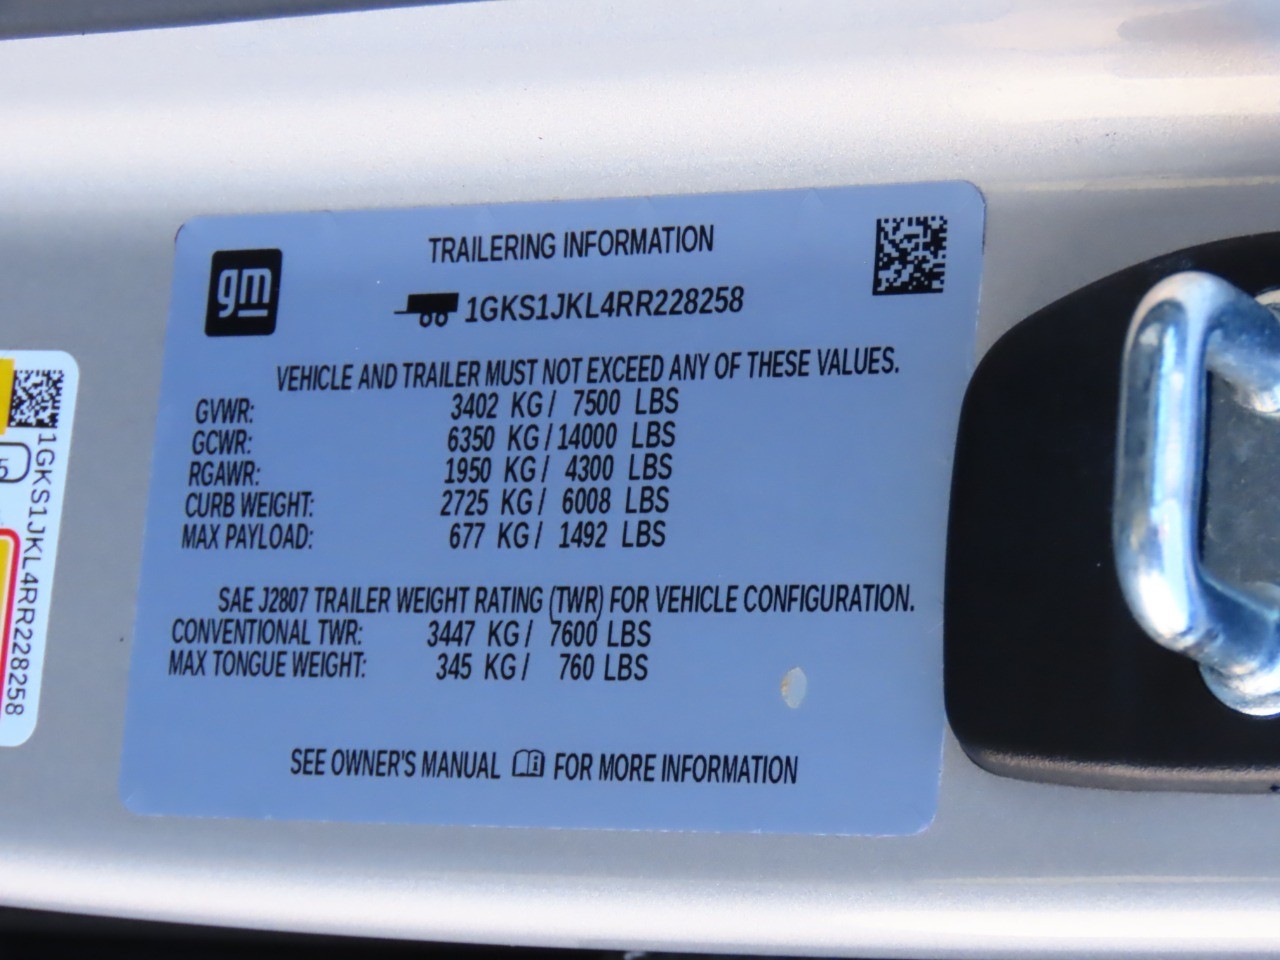 gm
TRAILERING INFORMATION
1GKS1JKL4RR228258
VEHICLE AND TRAILER MUST NOT EXCEED ANY OF THESE VALUES.
GVWR: 3402 KG / 7500 LBS
GCWR: 6350 KG / 14000 LBS
RGAWR: 1950 KG / 4300 LBS
CURB WEIGHT: 2725 KG / 6008 LBS
MAX PAYLOAD: 677 KG / 1492 LBS
SAE J2807 TRAILER WEIGHT RATING (TWR) FOR VEHICLE CONFIGURATION.
CONVENTIONAL TWR: 3447 KG / 7600 LBS
MAX TONGUE WEIGHT: 345 KG / 760 LBS
SEE OWNER'S MANUAL FOR MORE INFORMATION
1GKS1JKL4RR228258
5